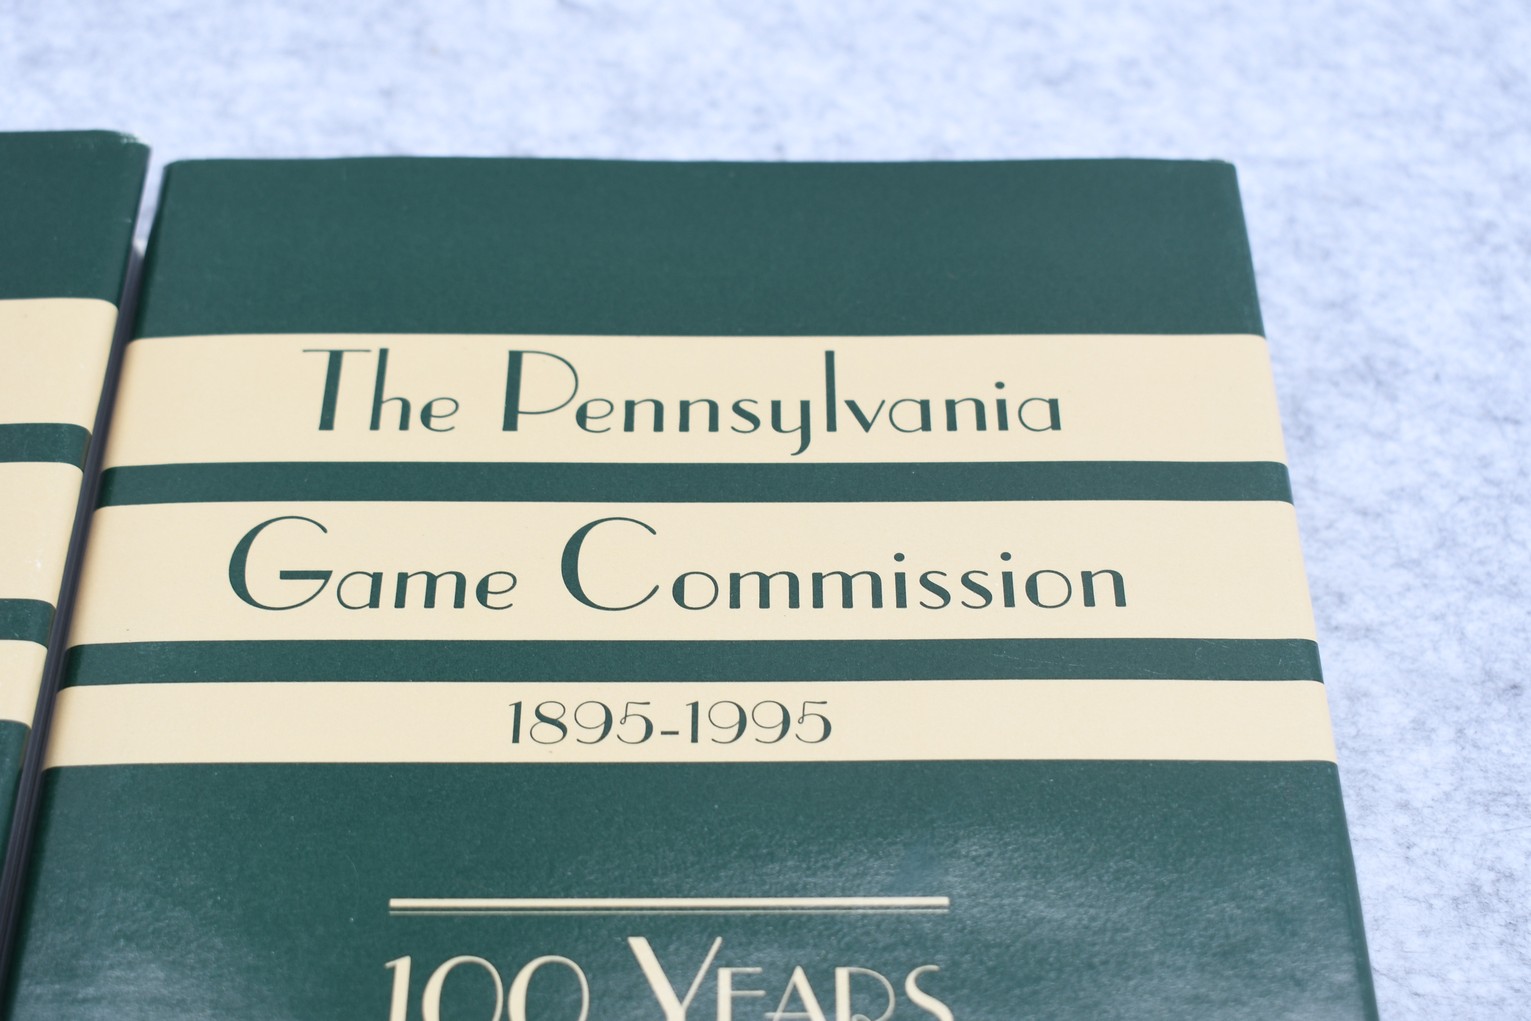 The Pennsylvania
Game Commission
1895-1995
100 YEARS